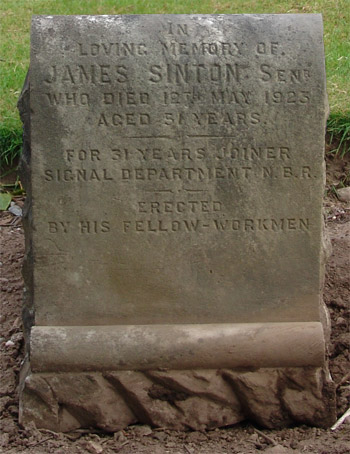 IN
LOVING MEMORY OF
JAMES SINTON SENR
WHO DIED 12TH MAY 1923
AGED 51 YEARS.
FOR 31 YEARS JOINER
SIGNAL DEPARTMENT N.B.R.
ERECTED
BY HIS FELLOW-WORKMEN